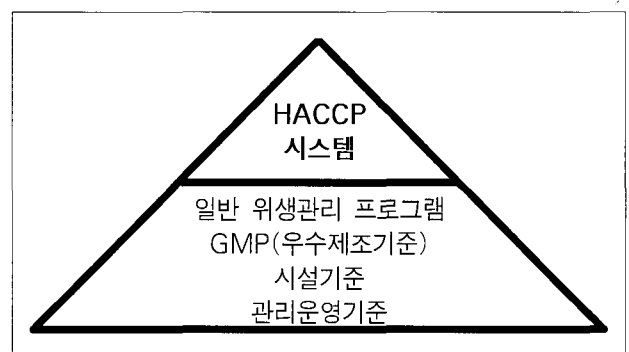 HACCP
시스템
일반 위생관리 프로그램
GMP(우수제조기준)
시설기준
관리운영기준